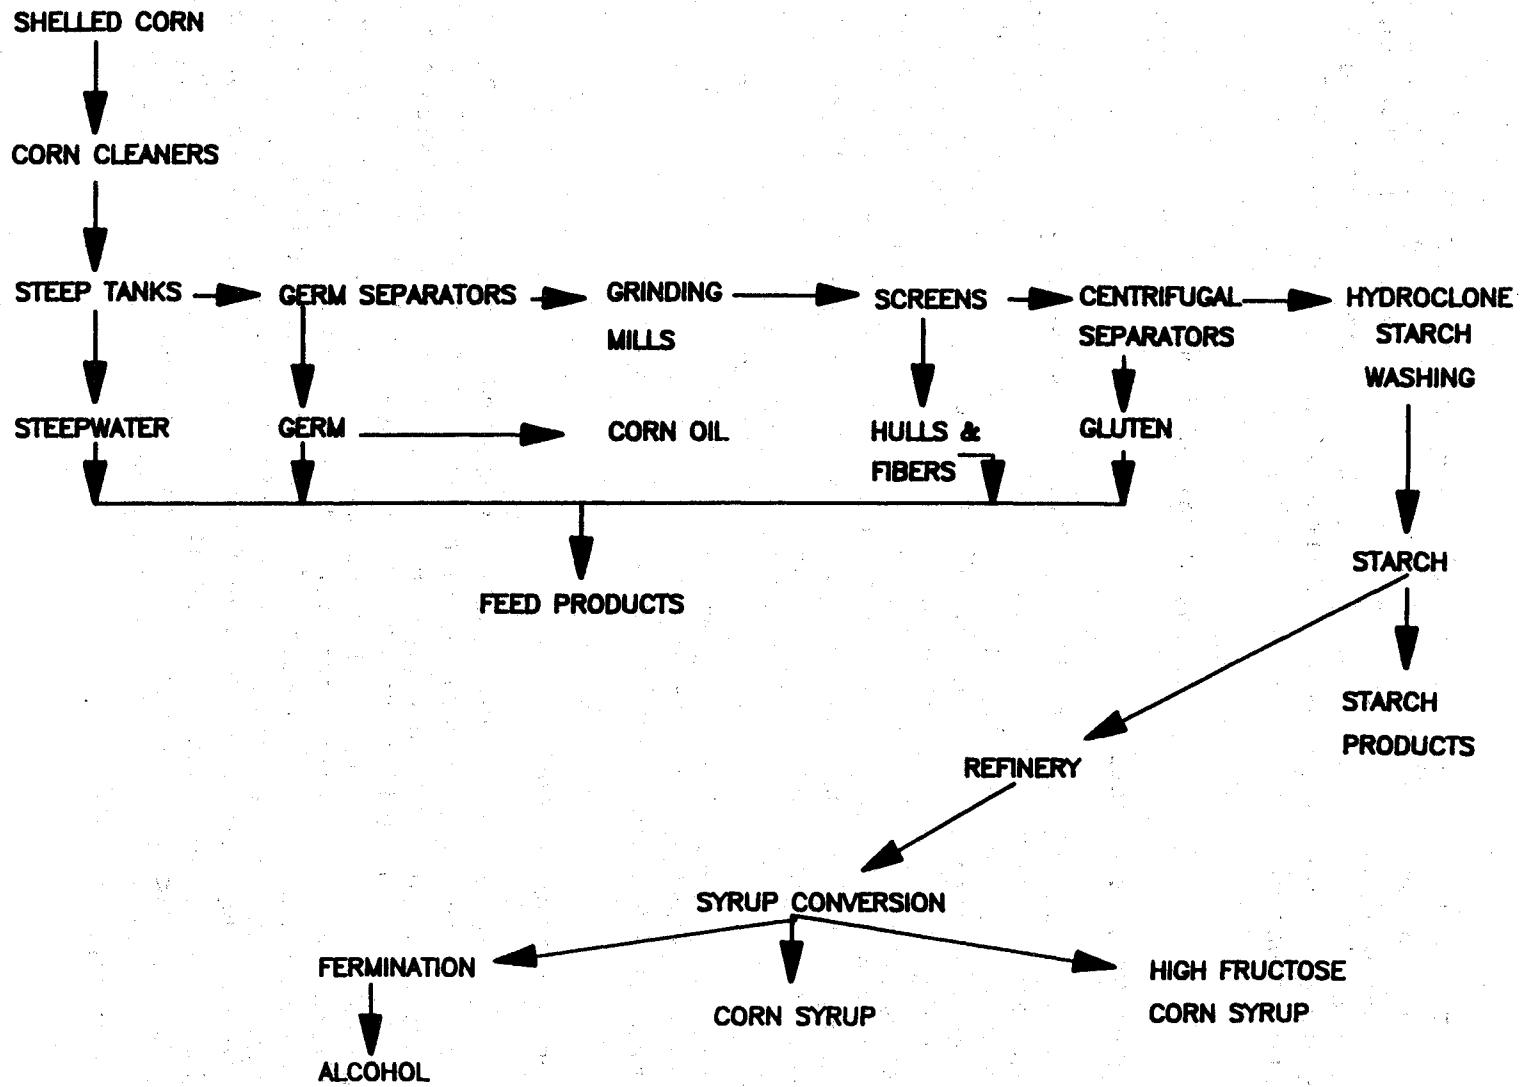 SHELLED CORN
CORN CLEANERS
STEEP TANKS
GERM SEPARATORS
GRINDING
MILLS
SCREENS
CENTRIFUGAL
SEPARATORS
HYDROCLONE
STARCH
WASHING
STEEPWATER
GERM
CORN OIL
HULLS &
FIBERS
GLUTEN
FEED PRODUCTS
STARCH
STARCH
PRODUCTS
REFINERY
SYRUP CONVERSION
FERMINATION
CORN SYRUP
HIGH FRUCTOSE
CORN SYRUP
ALCOHOL